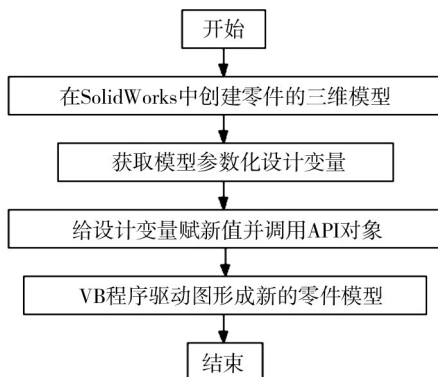 开始
在SolidWorks中创建零件的三维模型
获取模型参数化设计变量
给设计变量赋新值并调用API对象
VB程序驱动图形成新的零件模型
结束